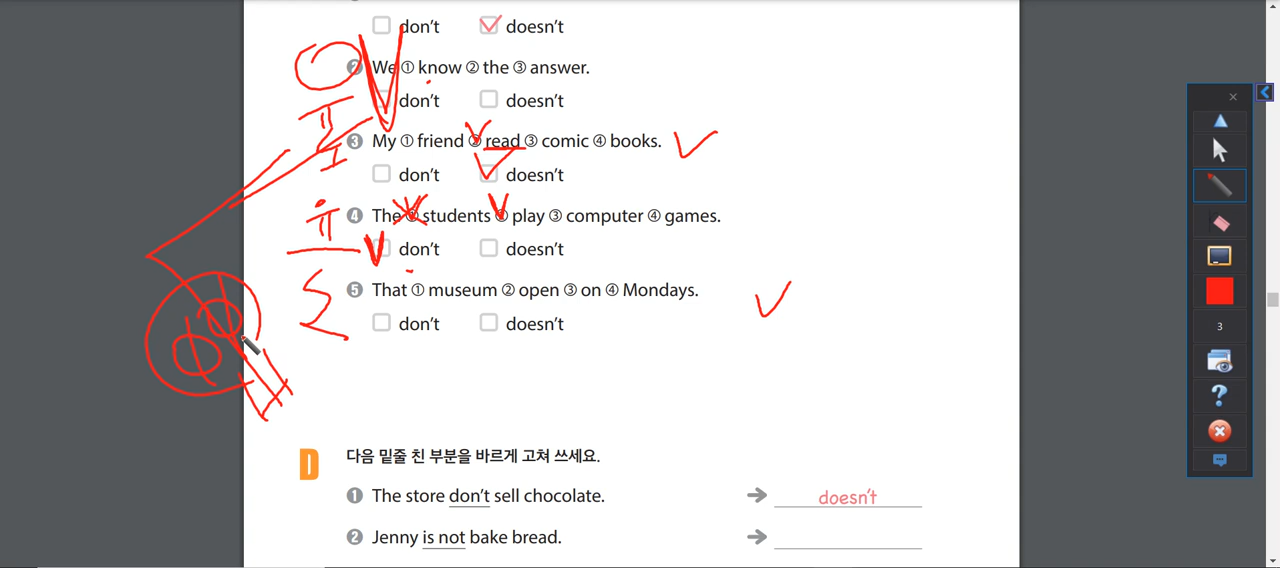 don't doesn't
2 We ① know ② the ③ answer.
don't doesn't
3 My ① friend ② read ③ comic ④ books.
don't doesn't
4 The ① students ② play ③ computer ④ games.
don't doesn't
5 That ① museum ② open ③ on ④ Mondays.
don't doesn't
D 다음 밑줄 친 부분을 바르게 고쳐 쓰세요.
1 The store don't sell chocolate. → doesn't
2 Jenny is not bake bread. →
3